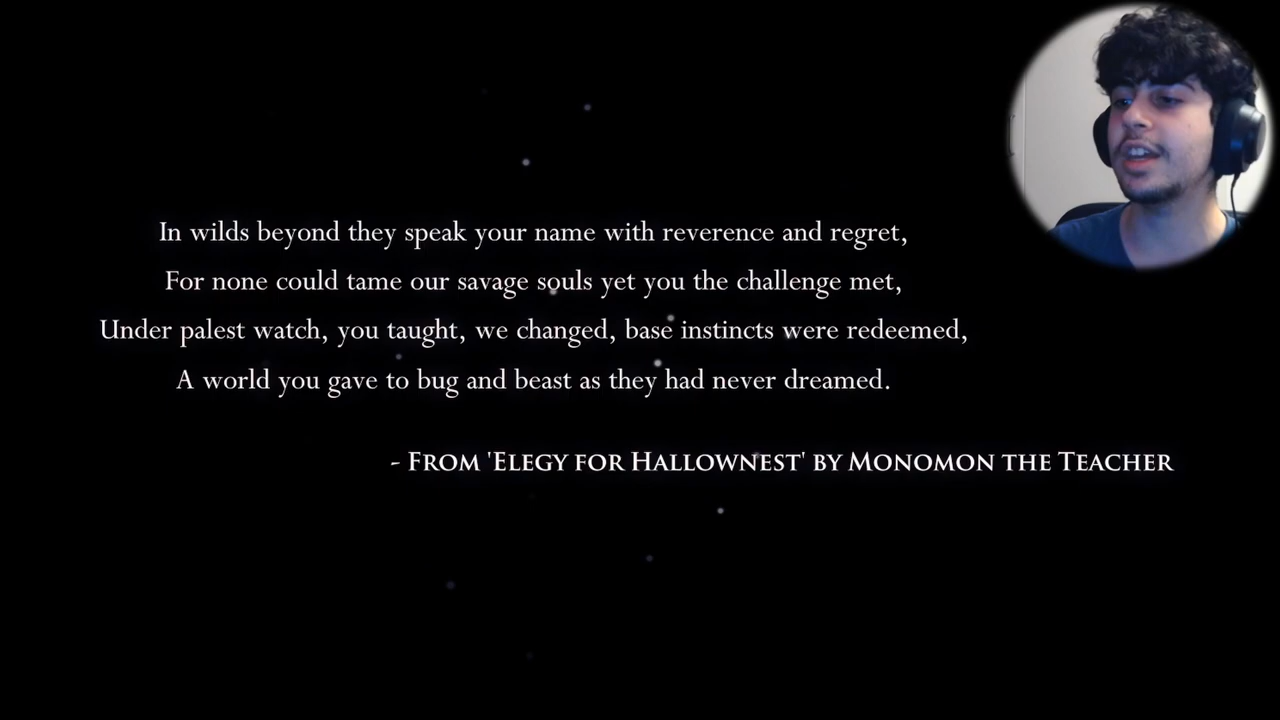 In wilds beyond they speak your name with reverence and regret,
For none could tame our savage souls yet you the challenge met,
Under palest watch, you taught, we changed, base instincts were redeemed,
A world you gave to bug and beast as they had never dreamed.
- From 'Elegy for Hallownest' by Monomon the Teacher